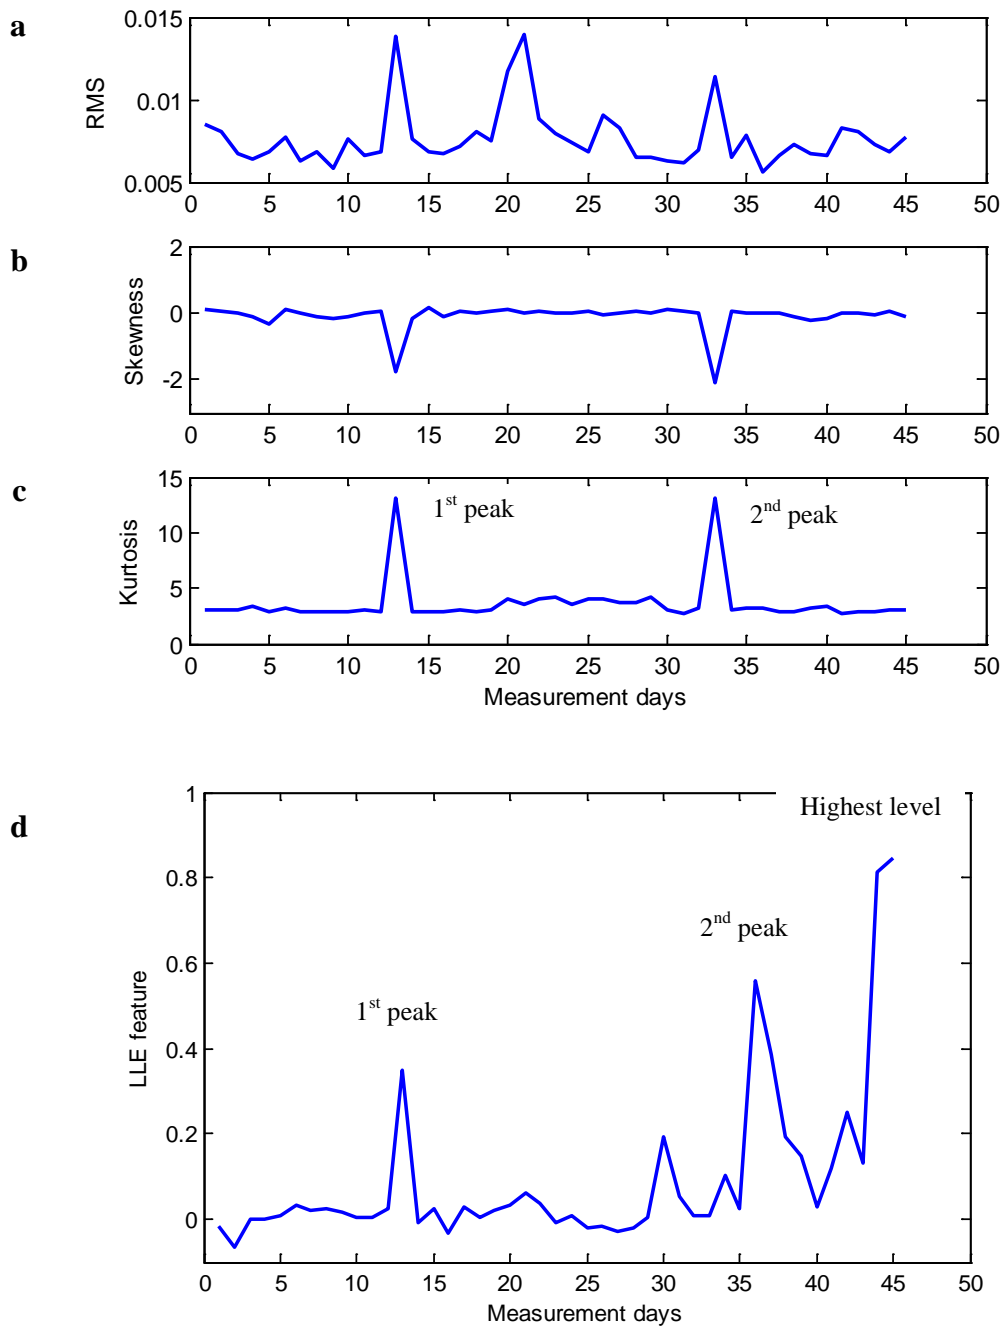 a
RMS
0.015
0.01
0.005
0 5 10 15 20 25 30 35 40 45 50
b
Skewness
2
0
-2
0 5 10 15 20 25 30 35 40 45 50
c
Kurtosis
15
10
5
0
1st peak
2nd peak
0 5 10 15 20 25 30 35 40 45 50
Measurement days
d
LLE feature
1
0.8
0.6
0.4
0.2
0
Highest level
2nd peak
1st peak
0 5 10 15 20 25 30 35 40 45 50
Measurement days